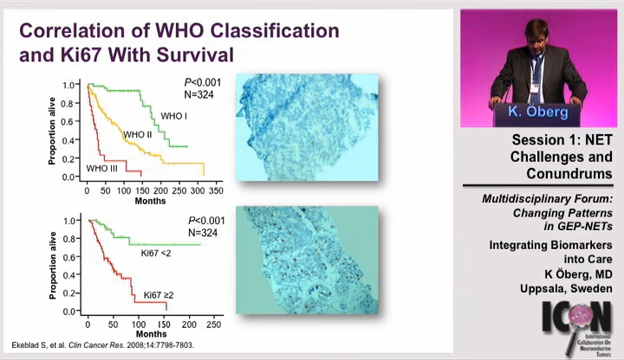 Correlation of WHO Classification
and Ki67 With Survival
Proportion alive
1.0
0.8
0.6
0.4
0.2
0.0
P<0.001
N=324
WHO I
WHO II
WHO III
0 50 100 150 200 250 300 350
Months
Proportion alive
1.0
0.8
0.6
0.4
0.2
0.0
P<0.001
N=324
Ki67 <2
Ki67 ≥2
0 50 100 150 200 250
Months
Ekeblad S, et al. Clin Cancer Res. 2008;14:7798-7803.
K. Öberg
Session 1: NET
Challenges and
Conundrums
Multidisciplinary Forum:
Changing Patterns
in GEP-NETs
Integrating Biomarkers
into Care
K Öberg, MD
Uppsala, Sweden
ICON
International
Collaboration On
Neuroendocrine
Tumors